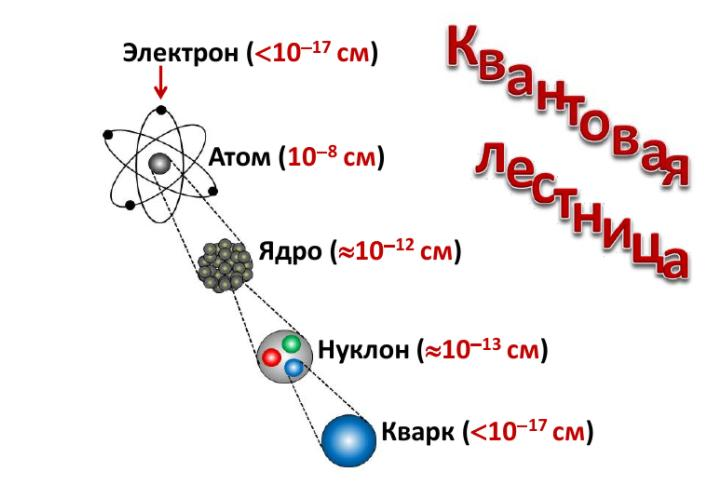 Электрон (<10⁻¹⁷ см)
Квантовая
лестница
Атом (10⁻⁸ см)
Ядро (≈10⁻¹² см)
Нуклон (≈10⁻¹³ см)
Кварк (<10⁻¹⁷ см)